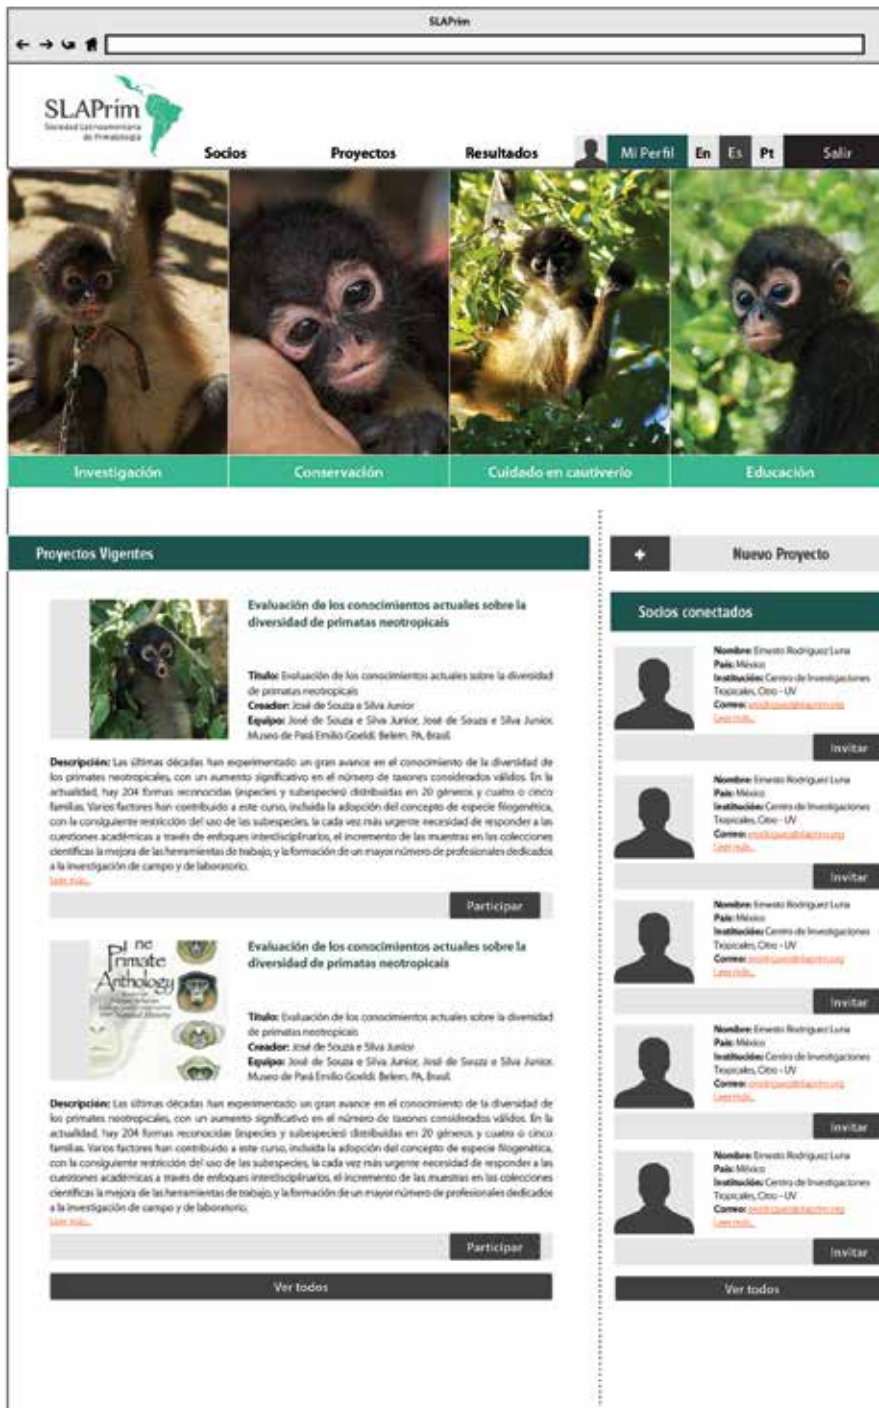 SLAPrim
SLAPrim
Sociedad Latinoamericana
de Primatología
Socios
Proyectos
Resultados
Mi Perfil
En
Es
Pt
Salir
Investigación
Conservación
Cuidado en cautiverio
Educación
Proyectos Vigentes
Evaluación de los conocimientos actuales sobre la
diversidad de primatas neotropicais
Título: Evaluación de los conocimientos actuales sobre la diversidad
de primatas neotropicais
Creador: José de Souza e Silva Junior
Equipo: José de Souza e Silva Junior, José de Souza e Silva Junior.
Museo de Pará Emilio Goeldi. Belem. PA, Brasil.
Descripción: Las últimas décadas han experimentado un gran avance en el conocimiento de la diversidad de
los primates neotropicales, con un aumento significativo en el número de taxones considerados válidos. En la
actualidad, hay 204 formas reconocidas (especies y subespecies) distribuidas en 20 géneros y cuatro o cinco
familias. Varios factores han contribuido a este curso, incluida la adopción del concepto de especie filogenética,
con la consiguiente restricción del uso de las subespecies, la cada vez más urgente necesidad de responder a las
cuestiones académicas a través de enfoques interdisciplinarios, el incremento de las muestras en las colecciones
científicas la mejora de las herramientas de trabajo, y la formación de un mayor número de profesionales dedicados
a la investigación de campo y de laboratorio.
Leer más...
Participar
Primate
Anthology
Evaluación de los conocimientos actuales sobre la
diversidad de primatas neotropicais
Título: Evaluación de los conocimientos actuales sobre la diversidad
de primatas neotropicais
Creador: José de Souza e Silva Junior
Equipo: José de Souza e Silva Junior, José de Souza e Silva Junior.
Museo de Pará Emilio Goeldi. Belem. PA, Brasil.
Descripción: Las últimas décadas han experimentado un gran avance en el conocimiento de la diversidad de
los primates neotropicales, con un aumento significativo en el número de taxones considerados válidos. En la
actualidad, hay 204 formas reconocidas (especies y subespecies) distribuidas en 20 géneros y cuatro o cinco
familias. Varios factores han contribuido a este curso, incluida la adopción del concepto de especie filogenética,
con la consiguiente restricción del uso de las subespecies, la cada vez más urgente necesidad de responder a las
cuestiones académicas a través de enfoques interdisciplinarios, el incremento de las muestras en las colecciones
científicas la mejora de las herramientas de trabajo, y la formación de un mayor número de profesionales dedicados
a la investigación de campo y de laboratorio.
Leer más...
Participar
Ver todos
+
Nuevo Proyecto
Socios conectados
Nombre: Ernesto Rodríguez Luna
País: México
Institución: Centro de Investigaciones
Tropicales, Citro - UV
Correo: erodriguez@slaprim.org
Leer más...
Invitar
Nombre: Ernesto Rodríguez Luna
País: México
Institución: Centro de Investigaciones
Tropicales, Citro - UV
Correo: erodriguez@slaprim.org
Leer más...
Invitar
Nombre: Ernesto Rodríguez Luna
País: México
Institución: Centro de Investigaciones
Tropicales, Citro - UV
Correo: erodriguez@slaprim.org
Leer más...
Invitar
Nombre: Ernesto Rodríguez Luna
País: México
Institución: Centro de Investigaciones
Tropicales, Citro - UV
Correo: erodriguez@slaprim.org
Leer más...
Invitar
Nombre: Ernesto Rodríguez Luna
País: México
Institución: Centro de Investigaciones
Tropicales, Citro - UV
Correo: erodriguez@slaprim.org
Leer más...
Invitar
Ver todos